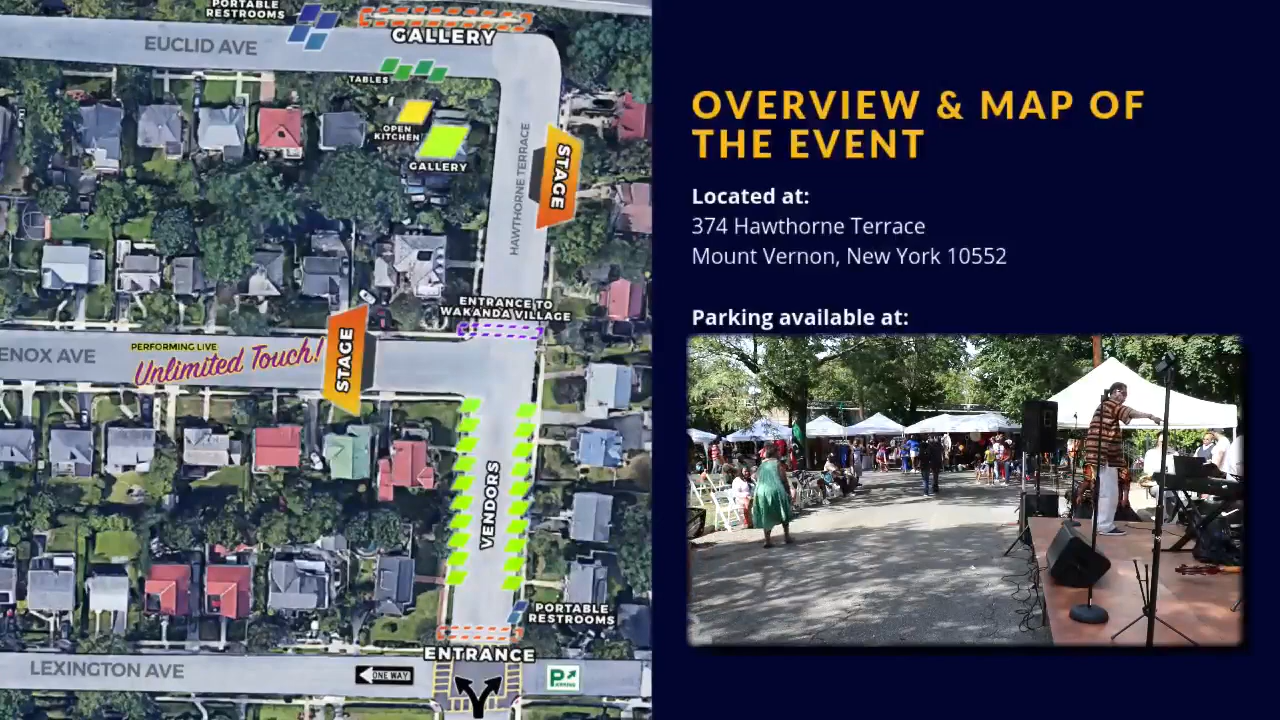 PORTABLE
RESTROOMS
GALLERY
EUCLID AVE
TABLES
OPEN
KITCHEN
GALLERY
HAWTHORNE TERRACE
STAGE
ENTRANCE TO
WAKANDA VILLAGE
ENOX AVE
PERFORMING LIVE
Unlimited Touch!
STAGE
VENDORS
PORTABLE
RESTROOMS
ENTRANCE
LEXINGTON AVE
ONE WAY
P
PARKING
OVERVIEW & MAP OF
THE EVENT
Located at:
374 Hawthorne Terrace
Mount Vernon, New York 10552
Parking available at: